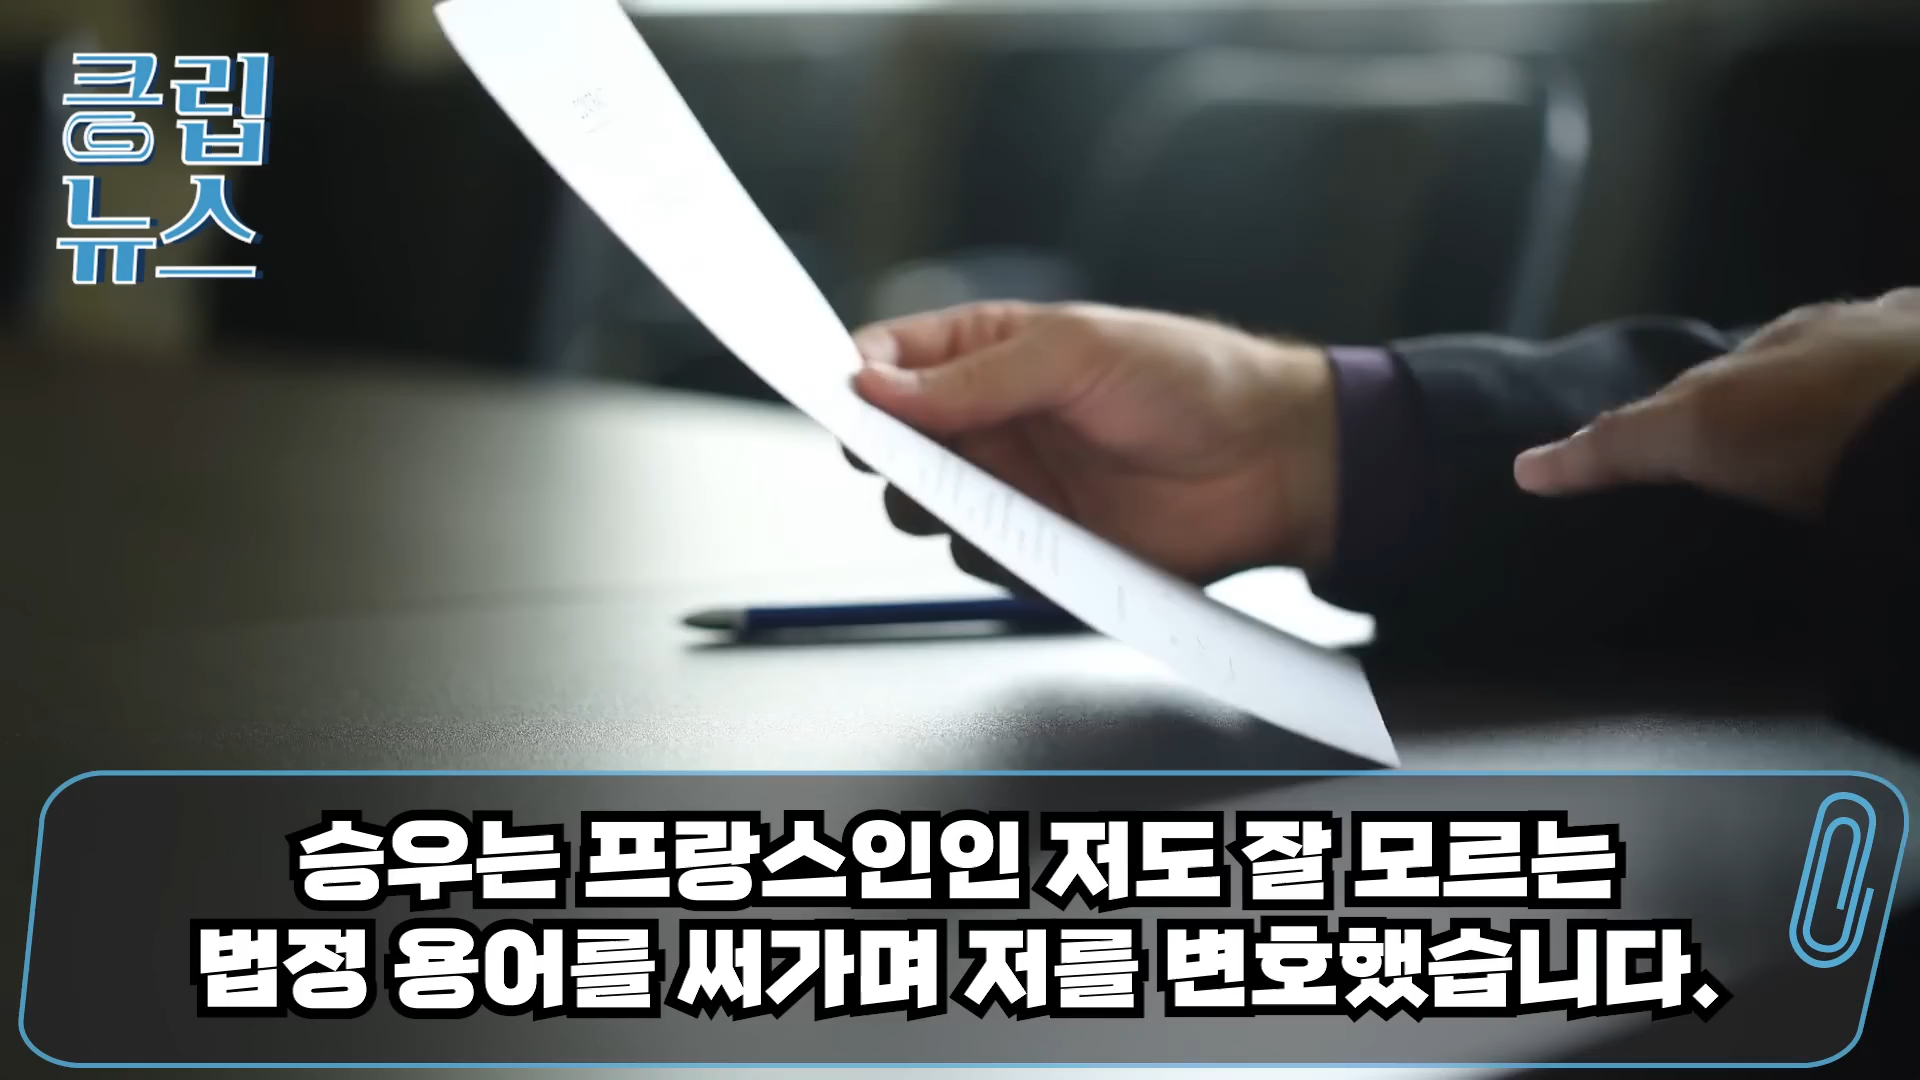 클립
뉴스
승우는 프랑스인인 저도 잘 모르는
법정 용어를 써가며 저를 변호했습니다.